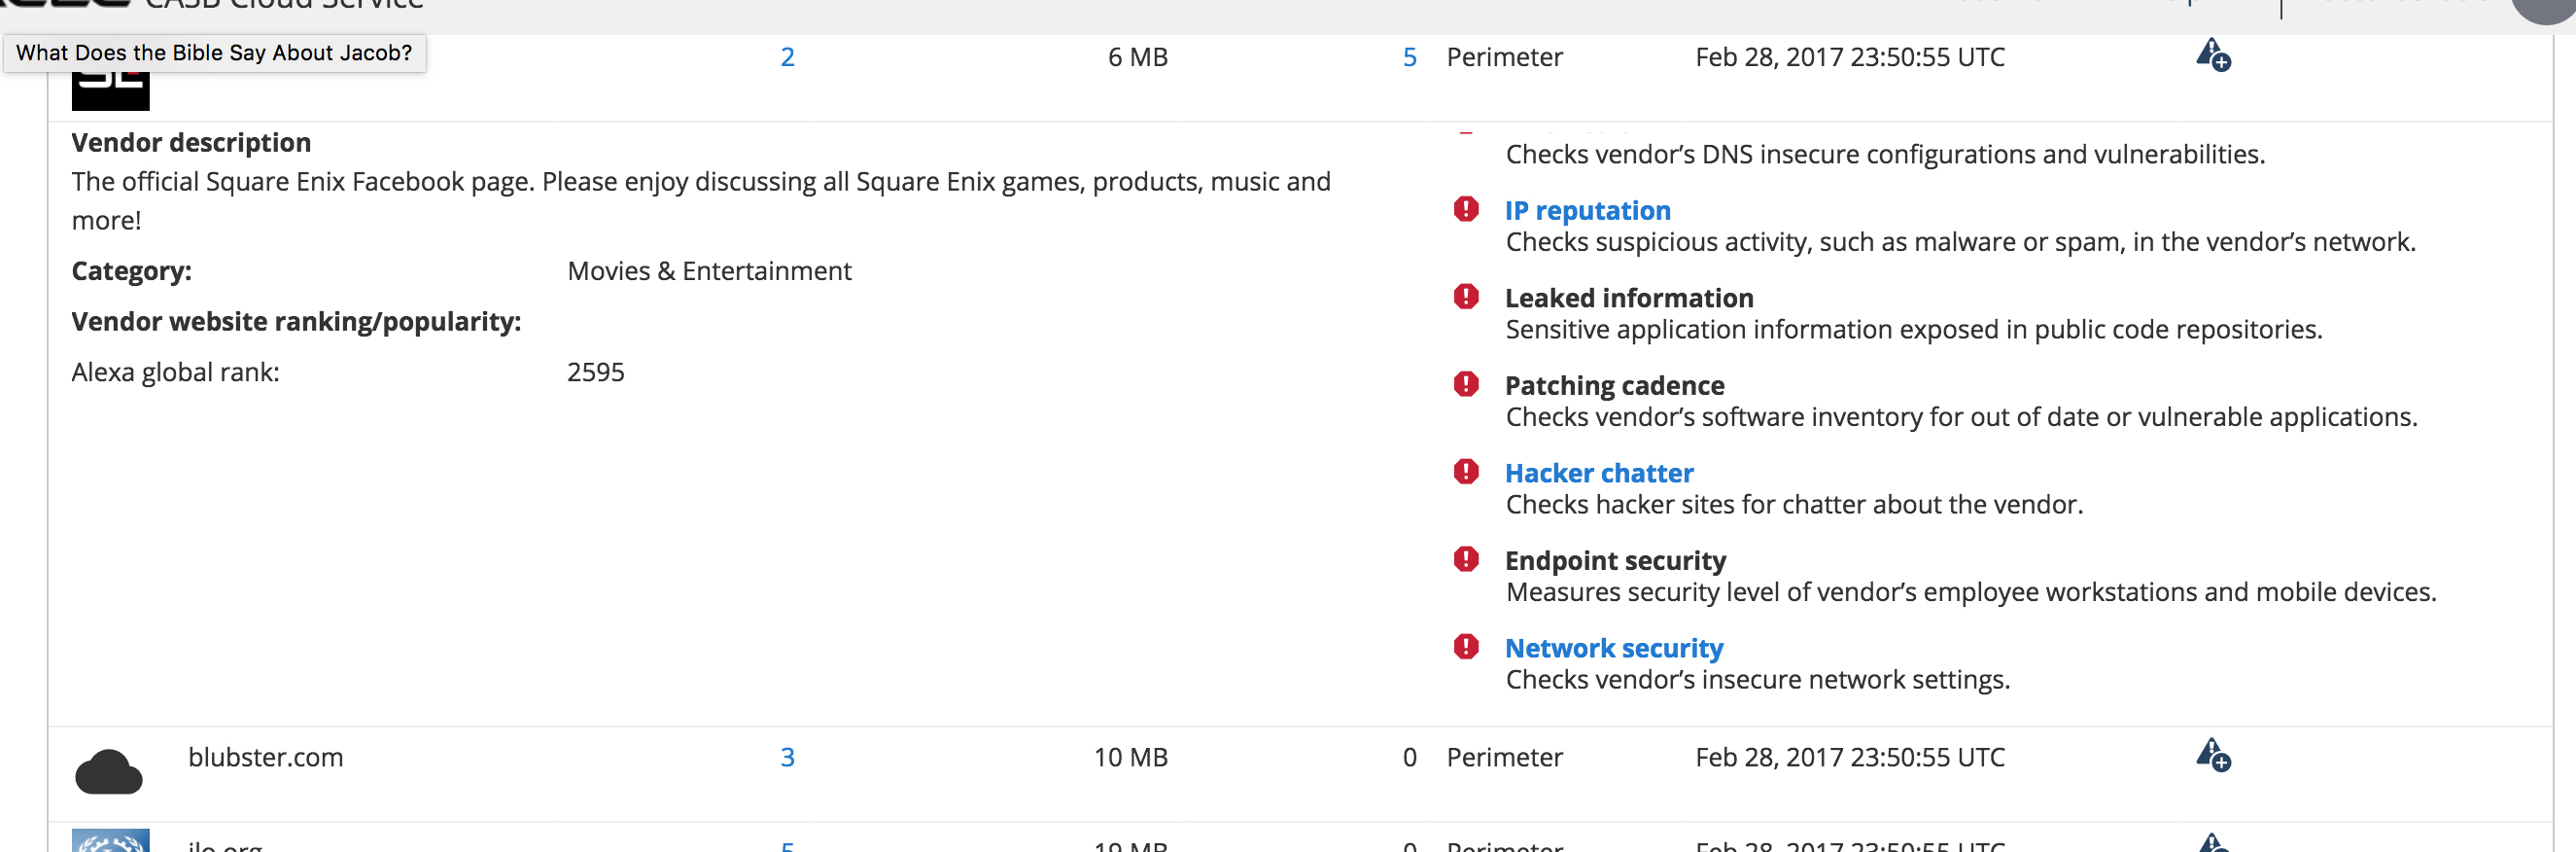 CASB Cloud Service
What Does the Bible Say About Jacob?
2 6 MB 5 Perimeter Feb 28, 2017 23:50:55 UTC
Vendor description
The official Square Enix Facebook page. Please enjoy discussing all Square Enix games, products, music and
more!
Category: Movies & Entertainment
Vendor website ranking/popularity:
Alexa global rank: 2595
Checks vendor’s DNS insecure configurations and vulnerabilities.
IP reputation
Checks suspicious activity, such as malware or spam, in the vendor’s network.
Leaked information
Sensitive application information exposed in public code repositories.
Patching cadence
Checks vendor’s software inventory for out of date or vulnerable applications.
Hacker chatter
Checks hacker sites for chatter about the vendor.
Endpoint security
Measures security level of vendor’s employee workstations and mobile devices.
Network security
Checks vendor’s insecure network settings.
blubster.com 3 10 MB 0 Perimeter Feb 28, 2017 23:50:55 UTC
ilo.org 5 19 MB 0 Perimeter Feb 28, 2017 23:50:55 UTC